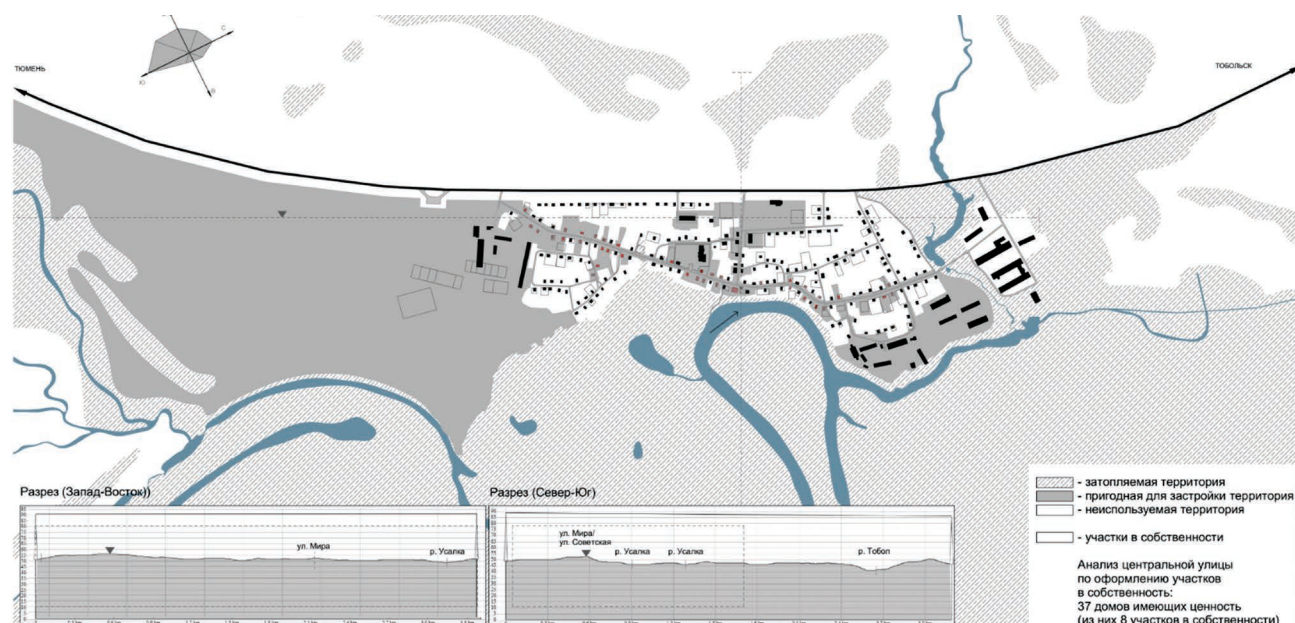 С
Ю
В
ТЮМЕНЬ
ТОБОЛЬСК
Разрез (Запад-Восток))
ул. Мира
р. Усалка
Разрез (Север-Юг)
ул. Мира/
ул. Советская
р. Усалка
р. Усалка
р. Тобол
- затопляемая территория
- пригодная для застройки территория
- неиспользуемая территория
- участки в собственности
Анализ центральной улицы
по оформлению участков
в собственность:
37 домов имеющих ценность
(из них 8 участков в собственности)